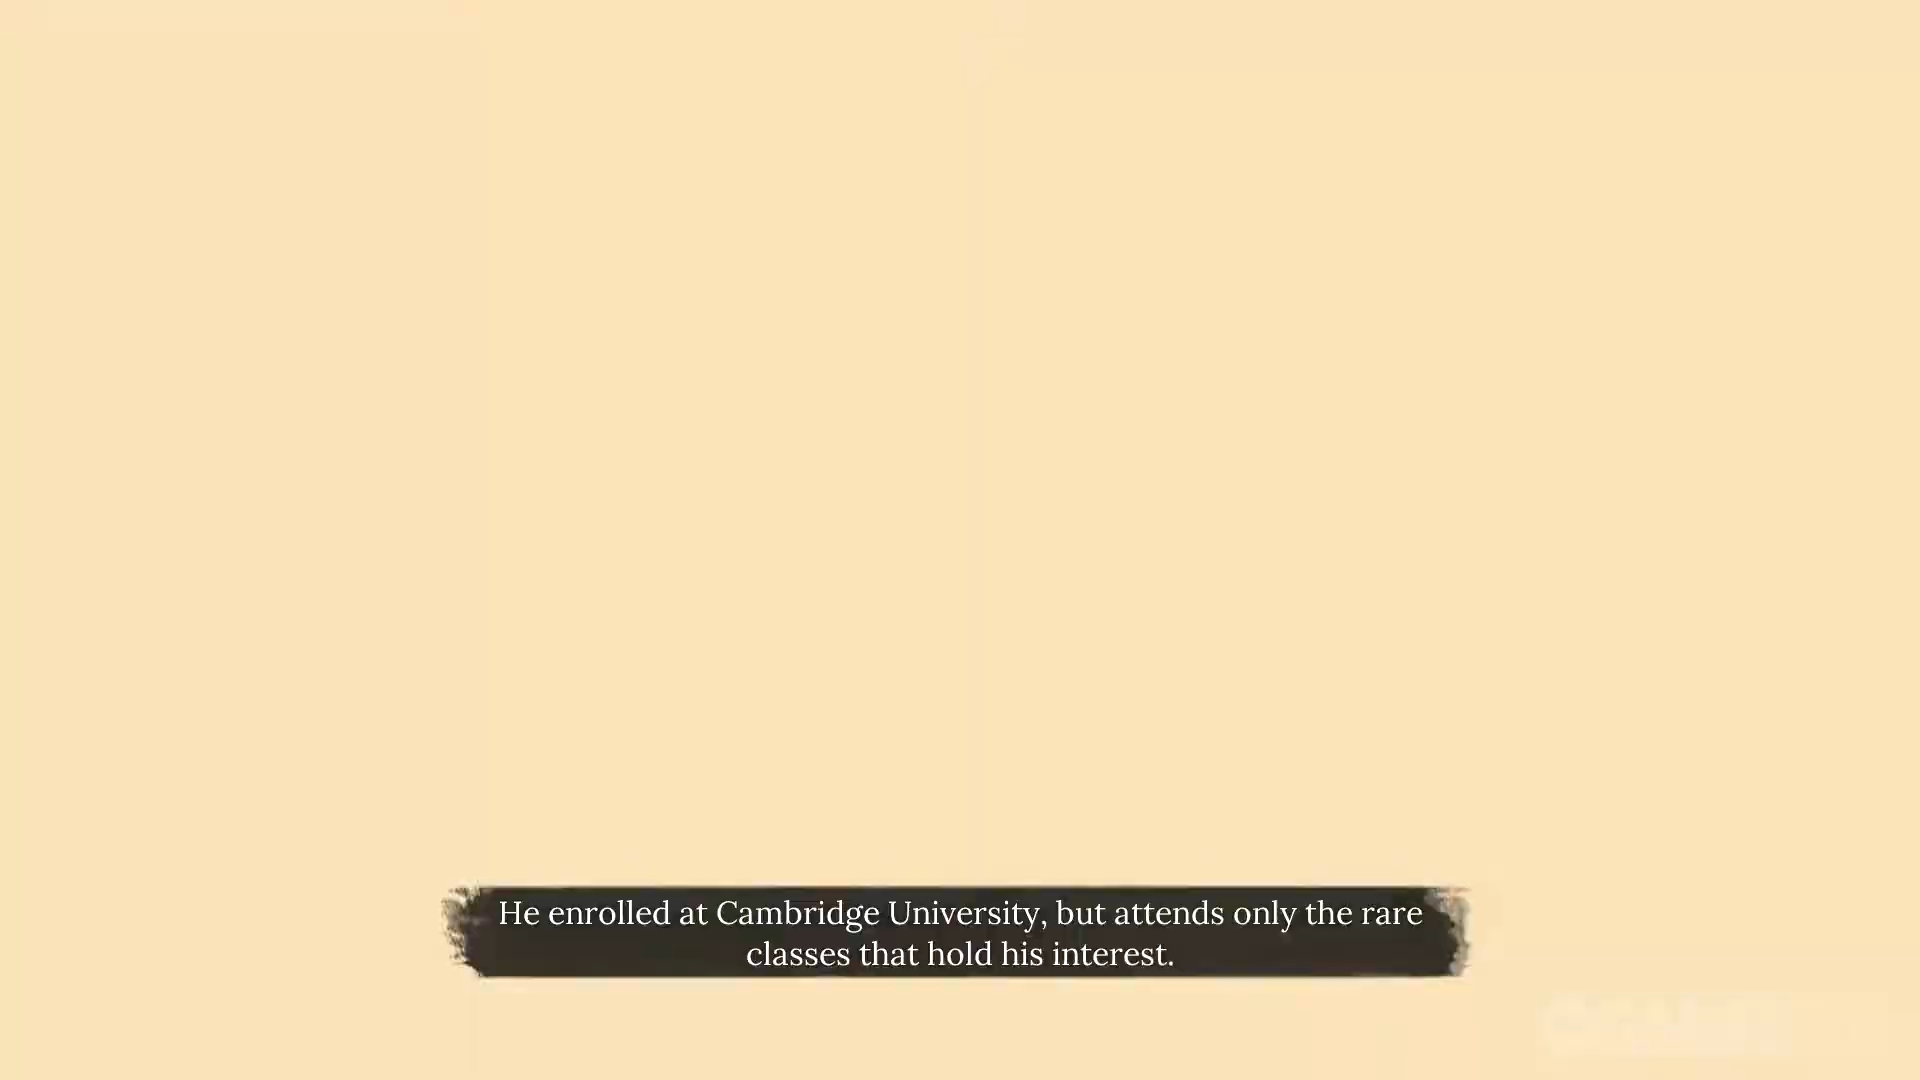 He enrolled at Cambridge University, but attends only the rare
classes that hold his interest.